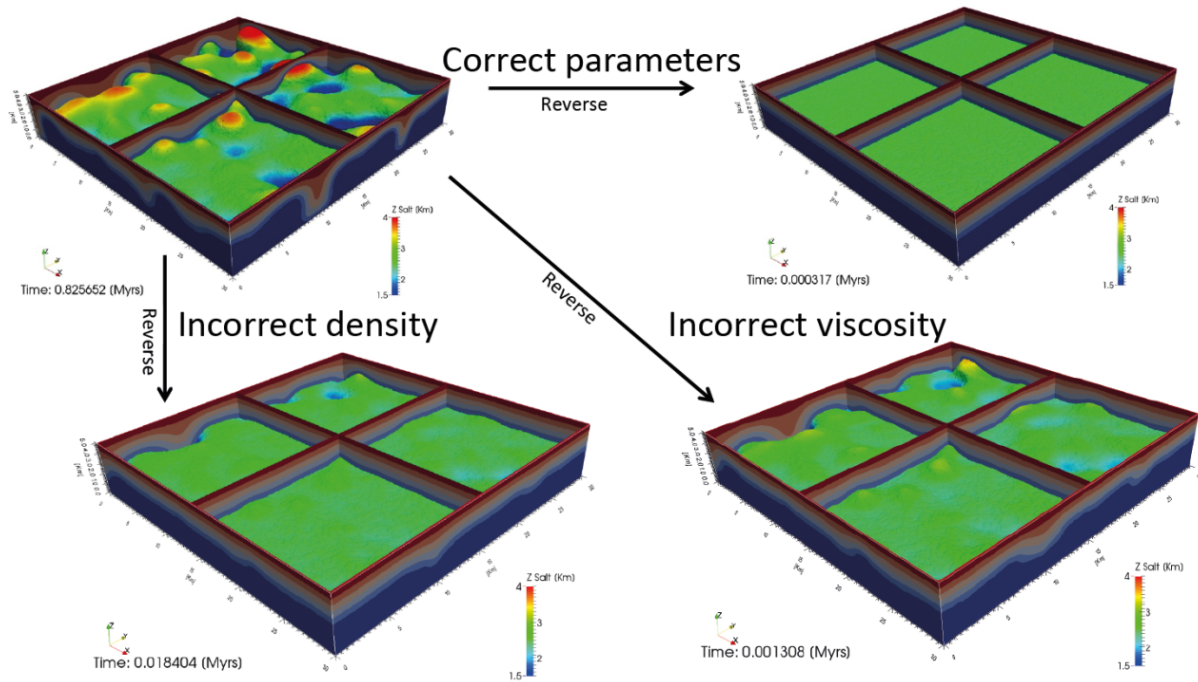 Correct parameters
Reverse
Z Salt (Km)
4
3
2
1.5
Time: 0.825652 (Myrs)
Z Salt (Km)
4
3
2
1.5
Time: 0.000317 (Myrs)
Reverse
Incorrect density
Reverse
Incorrect viscosity
Z Salt (Km)
4
3
2
1.5
Time: 0.018404 (Myrs)
Z Salt (Km)
4
3
2
1.5
Time: 0.001308 (Myrs)